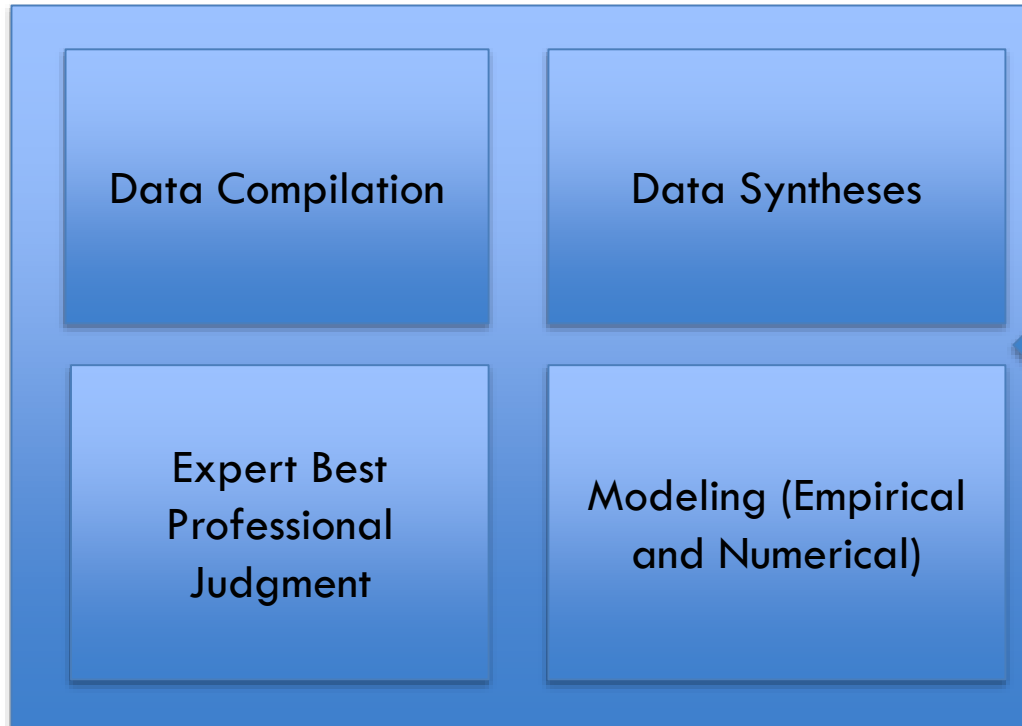 Data Compilation
Data Syntheses
Expert Best
Professional
Judgment
Modeling (Empirical
and Numerical)